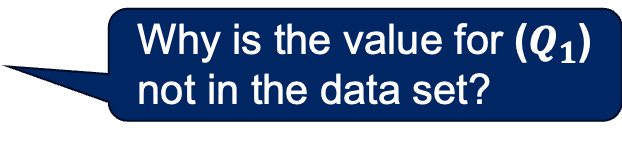 Why is the value for (Q₁)
not in the data set?